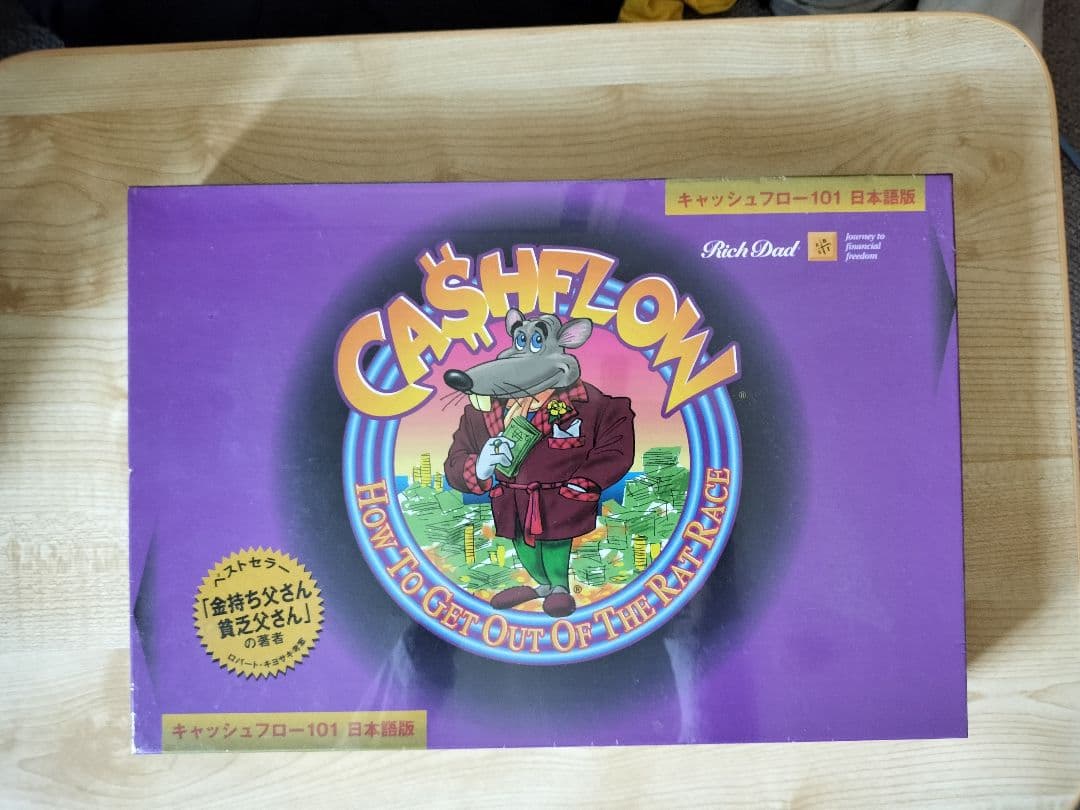 キャッシュフロー101 日本語版
Rich Dad
Journey to
financial
freedom
CA$HFLOW
®
HOW TO GET OUT OF THE RAT RACE
®
ベストセラー
「金持ち父さん
貧乏父さん」
の著者
ロバート・キヨサキ考案
キャッシュフロー101 日本語版